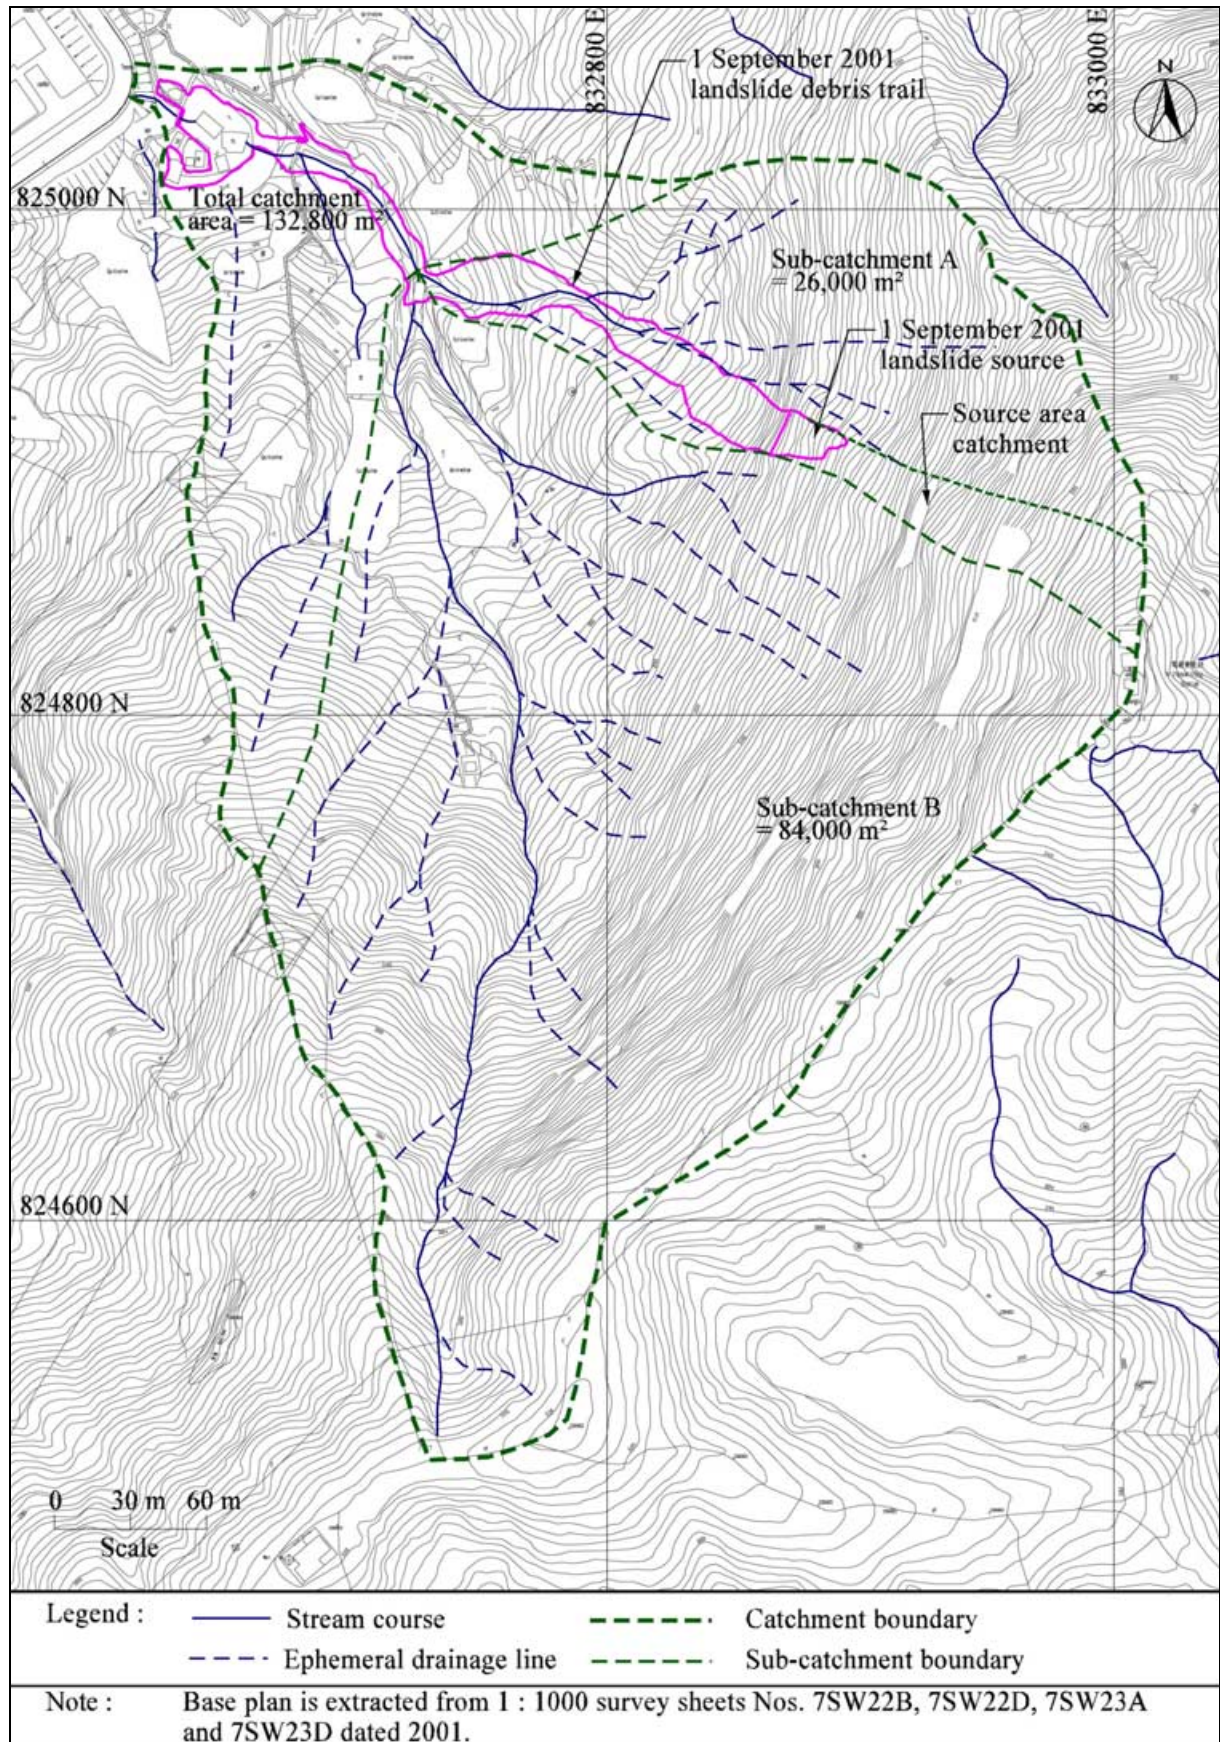 832800 E
833000 E
N
1 September 2001
landslide debris trail
825000 N
Total catchment
area = 132,800 m²
Sub-catchment A
= 26,000 m²
1 September 2001
landslide source
Source area
catchment
824800 N
Sub-catchment B
= 84,000 m²
824600 N
0 30 m 60 m
Scale
Legend :
Stream course
Catchment boundary
Ephemeral drainage line
Sub-catchment boundary
Note :
Base plan is extracted from 1 : 1000 survey sheets Nos. 7SW22B, 7SW22D, 7SW23A
and 7SW23D dated 2001.